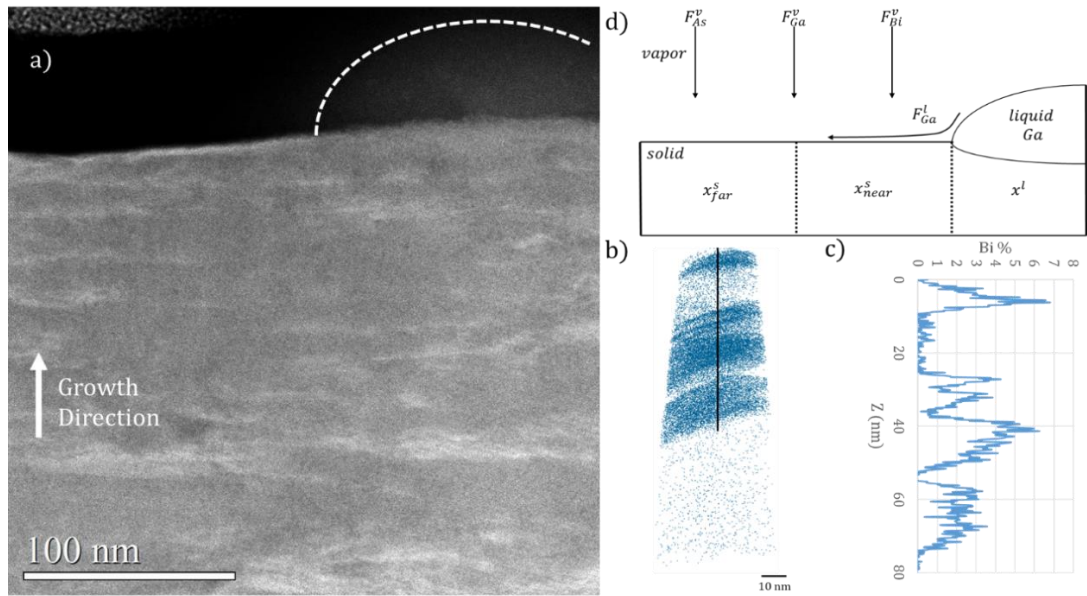 a)
Growth
Direction
100 nm
d)
F^v_As F^v_Ga F^v_Bi
vapor
F^l_Ga
liquid
Ga
solid
x^s_far x^s_near x^l
b)
10 nm
c)
Bi %
0 1 2 3 4 5 6 7 8
0
20
40
60
80
Z (nm)